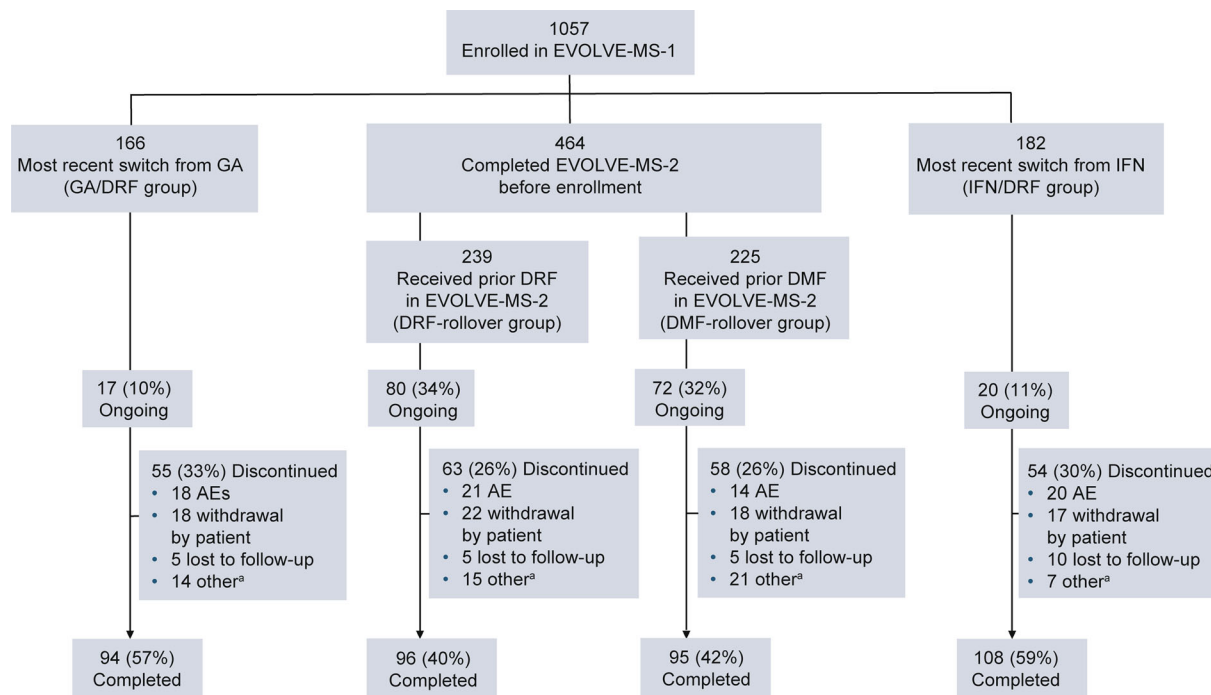 1057
Enrolled in EVOLVE-MS-1
166
Most recent switch from GA
(GA/DRF group)
464
Completed EVOLVE-MS-2
before enrollment
182
Most recent switch from IFN
(IFN/DRF group)
239
Received prior DRF
in EVOLVE-MS-2
(DRF-rollover group)
225
Received prior DMF
in EVOLVE-MS-2
(DMF-rollover group)
17 (10%)
Ongoing
80 (34%)
Ongoing
72 (32%)
Ongoing
20 (11%)
Ongoing
55 (33%) Discontinued
• 18 AEs
• 18 withdrawal
by patient
• 5 lost to follow-up
• 14 otherᵃ
63 (26%) Discontinued
• 21 AE
• 22 withdrawal
by patient
• 5 lost to follow-up
• 15 otherᵃ
58 (26%) Discontinued
• 14 AE
• 18 withdrawal
by patient
• 5 lost to follow-up
• 21 otherᵃ
54 (30%) Discontinued
• 20 AE
• 17 withdrawal
by patient
• 10 lost to follow-up
• 7 otherᵃ
94 (57%)
Completed
96 (40%)
Completed
95 (42%)
Completed
108 (59%)
Completed